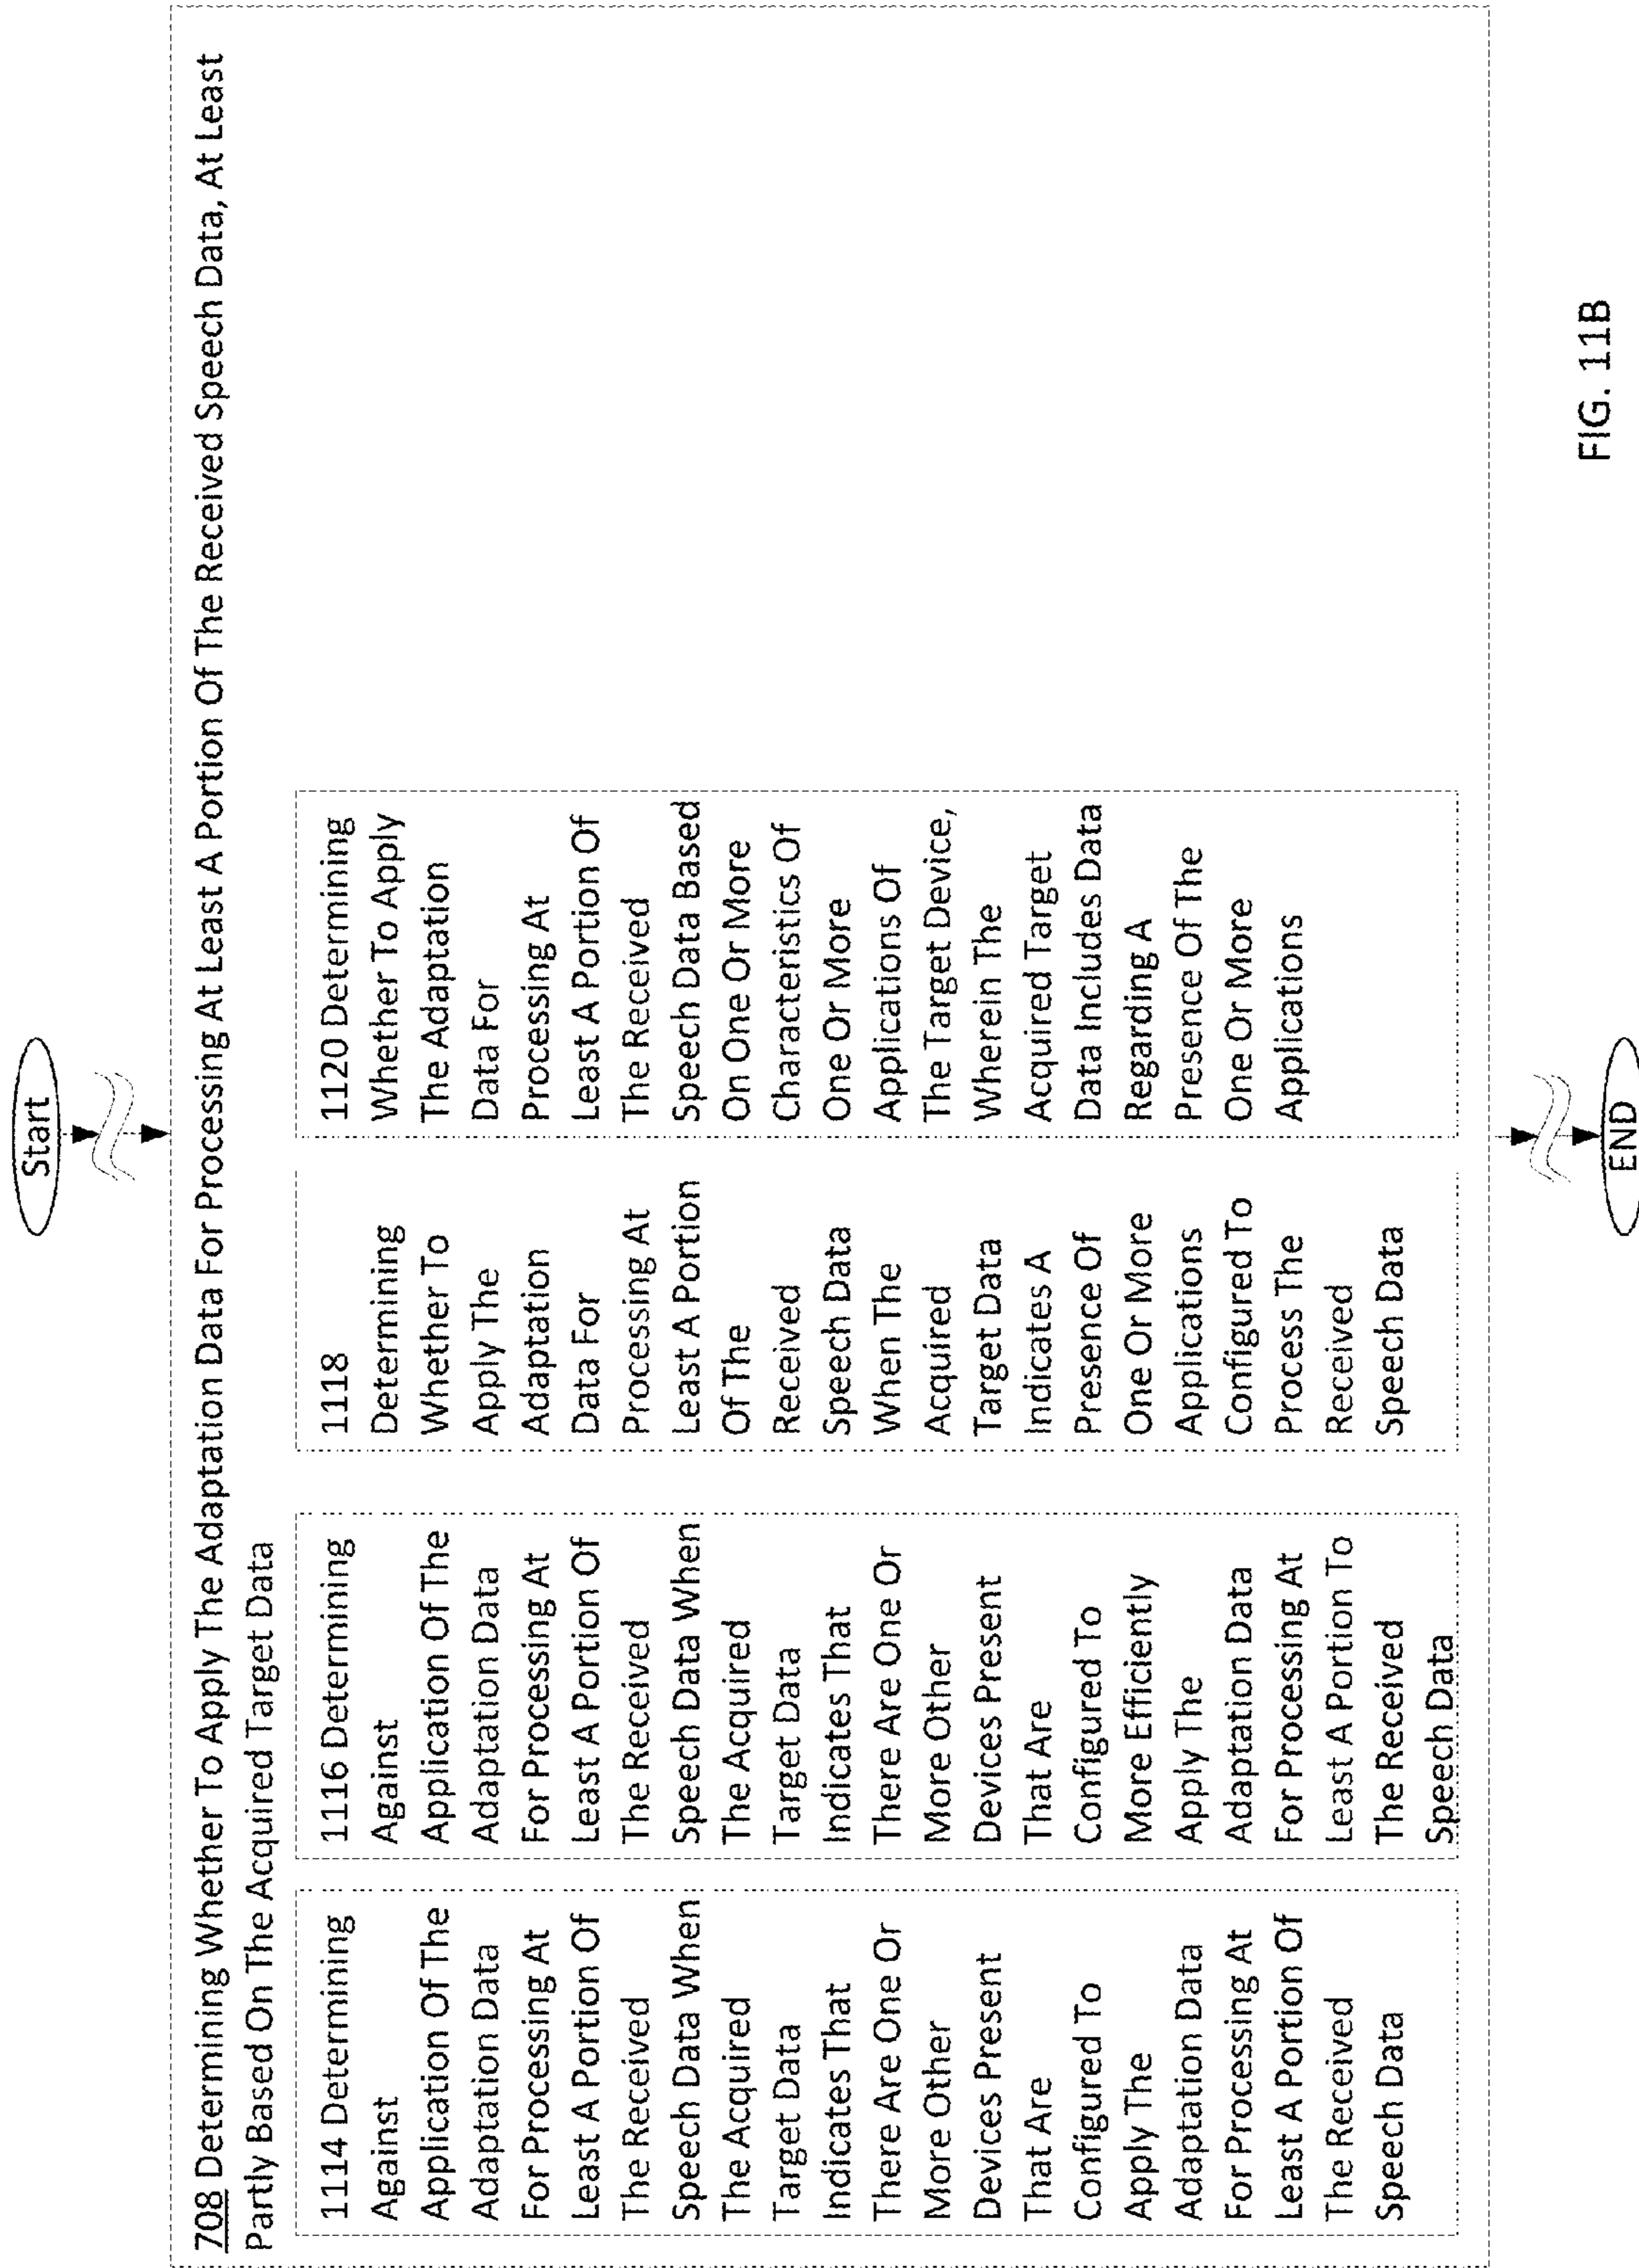 Start
708 Determining Whether To Apply The Adaptation Data For Processing At Least A Portion Of The Received Speech Data, At Least
Partly Based On The Acquired Target Data
1114 Determining
Against
Application Of The
Adaptation Data
For Processing At
Least A Portion Of
The Received
Speech Data When
The Acquired
Target Data
Indicates That
There Are One Or
More Other
Devices Present
That Are
Configured To
Apply The
Adaptation Data
For Processing At
Least A Portion Of
The Received
Speech Data
1116 Determining
Against
Application Of The
Adaptation Data
For Processing At
Least A Portion Of
The Received
Speech Data When
The Acquired
Target Data
Indicates That
There Are One Or
More Other
Devices Present
That Are
Configured To
More Efficiently
Apply The
Adaptation Data
For Processing At
Least A Portion To
The Received
Speech Data
1118
Determining
Whether To
Apply The
Adaptation
Data For
Processing At
Least A Portion
Of The
Received
Speech Data
When The
Acquired
Target Data
Indicates A
Presence Of
One Or More
Applications
Configured To
Process The
Received
Speech Data
1120 Determining
Whether To Apply
The Adaptation
Data For
Processing At
Least A Portion Of
The Received
Speech Data Based
On One Or More
Characteristics Of
One Or More
Applications Of
The Target Device,
Wherein The
Acquired Target
Data Includes Data
Regarding A
Presence Of The
One Or More
Applications
END
FIG. 11B